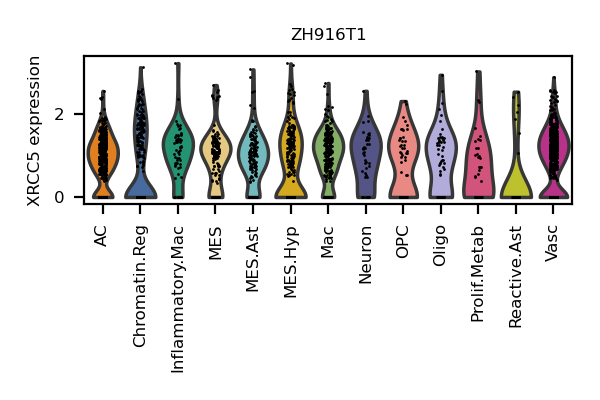 ZH916T1
XRCC5 expression
2
0
AC
Chromatin.Reg
Inflammatory.Mac
MES
MES.Ast
MES.Hyp
Mac
Neuron
OPC
Oligo
Prolif.Metab
Reactive.Ast
Vasc